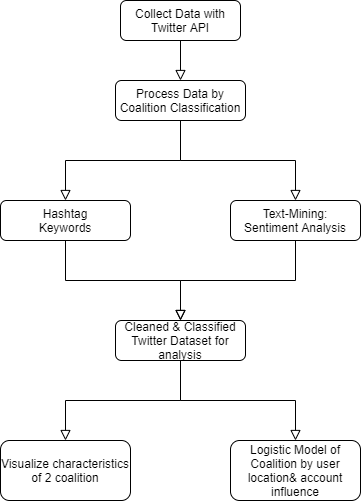 Collect Data with
Twitter API
Process Data by
Coalition Classification
Hashtag
Keywords
Text-Mining:
Sentiment Analysis
Cleaned & Classified
Twitter Dataset for
analysis
Visualize characteristics
of 2 coalition
Logistic Model of
Coalition by user
location& account
influence